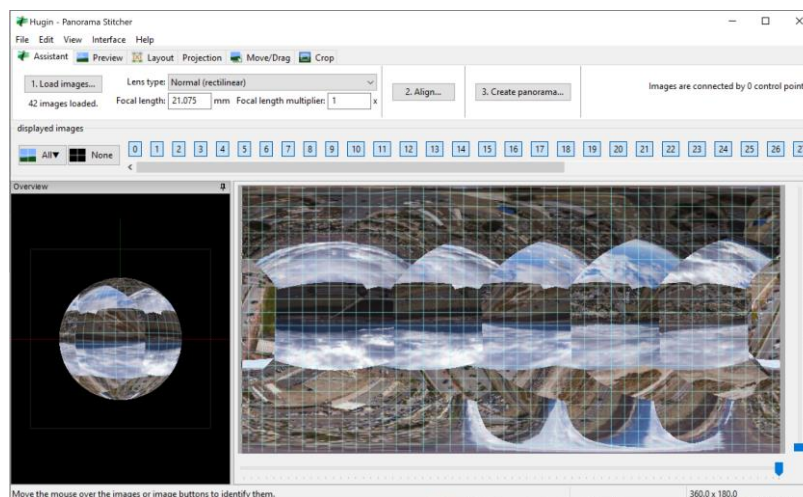 Hugin - Panorama Stitcher
File Edit View Interface Help
Assistant Preview Layout Projection Move/Drag Crop
1. Load images... Lens type: Normal (rectilinear) 2. Align... 3. Create panorama... Images are connected by 0 control point
42 images loaded. Focal length: 21.075 mm Focal length multiplier: 1 x
displayed images
All▼ None 0 1 2 3 4 5 6 7 8 9 10 11 12 13 14 15 16 17 18 19 20 21 22 23 24 25 26
Overview
Move the mouse over the images or image buttons to identify them. 360.0 x 180.0